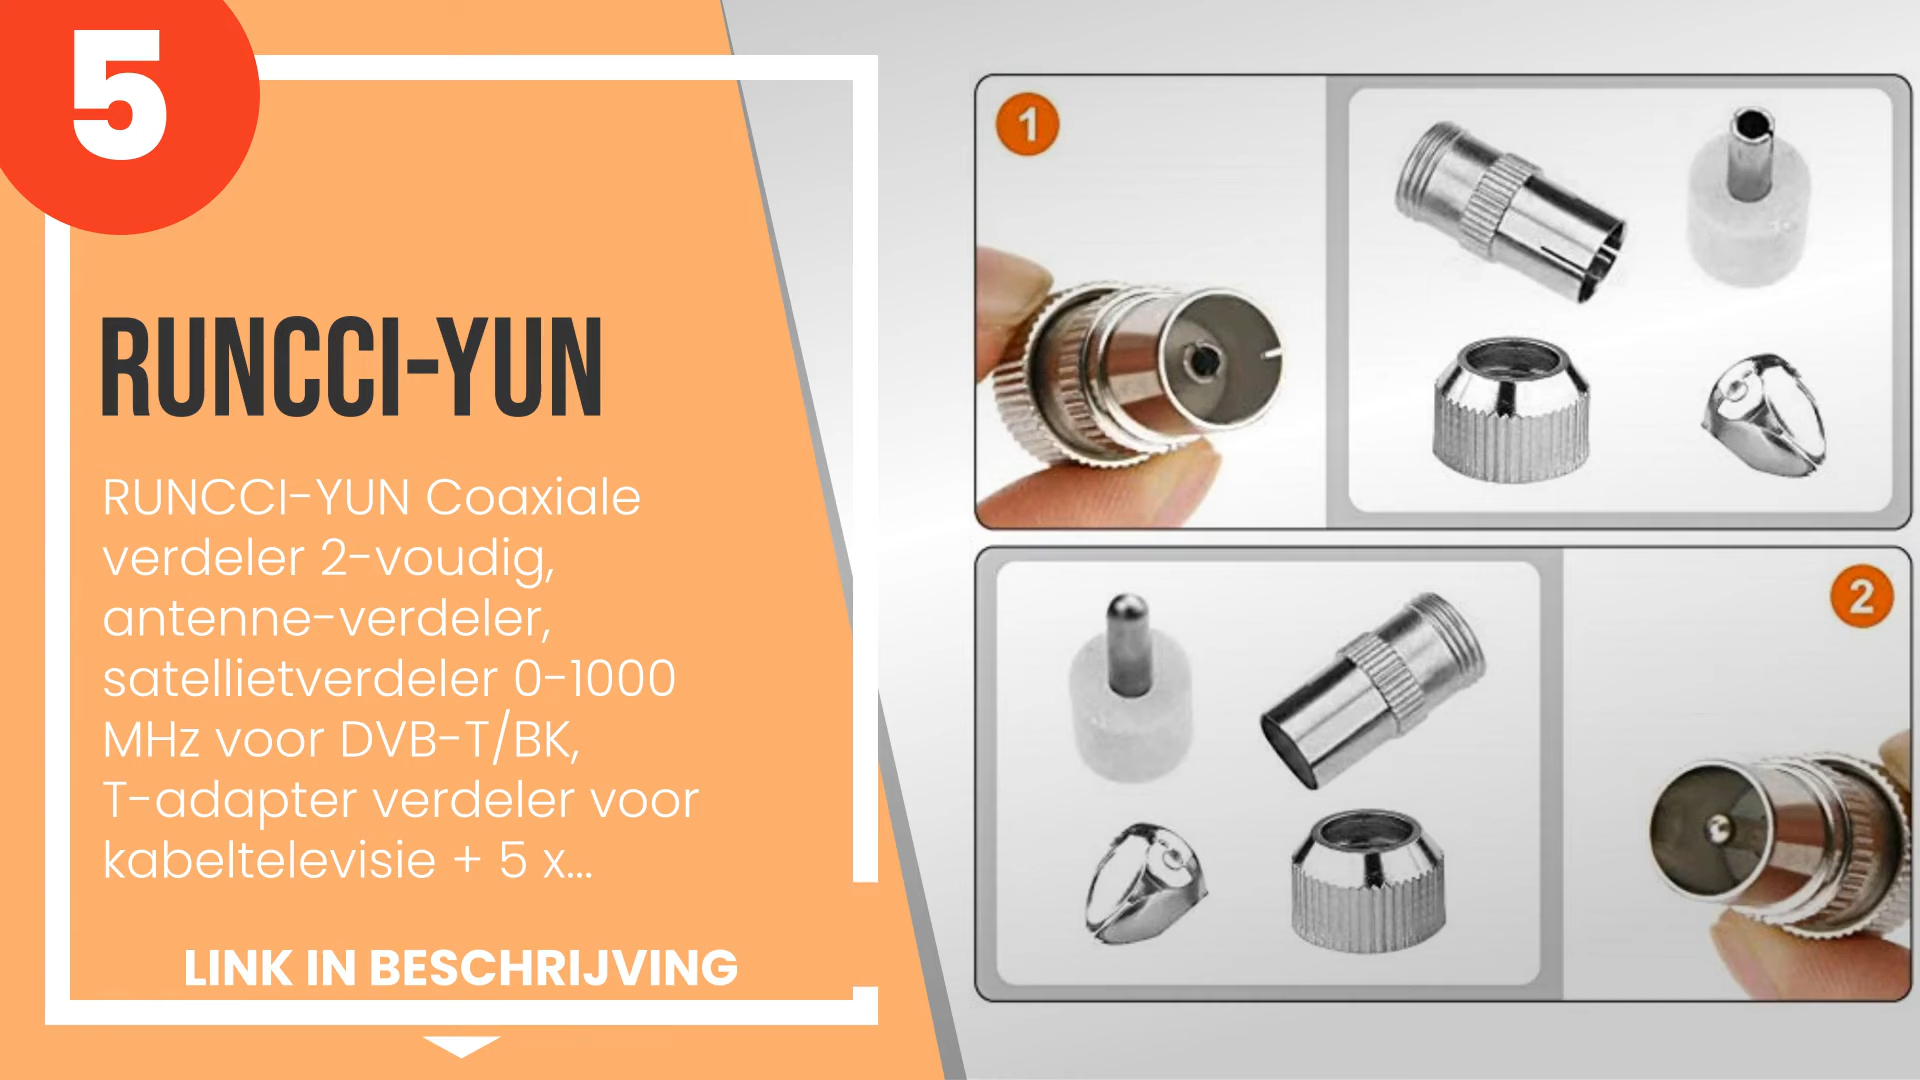 5
RUNCCI-YUN
RUNCCI-YUN Coaxiale
verdeler 2-voudig,
antenne-verdeler,
satellietverdeler 0-1000
MHz voor DVB-T/BK,
T-adapter verdeler voor
kabeltelevisie + 5 x...
LINK IN BESCHRIJVING
1
2